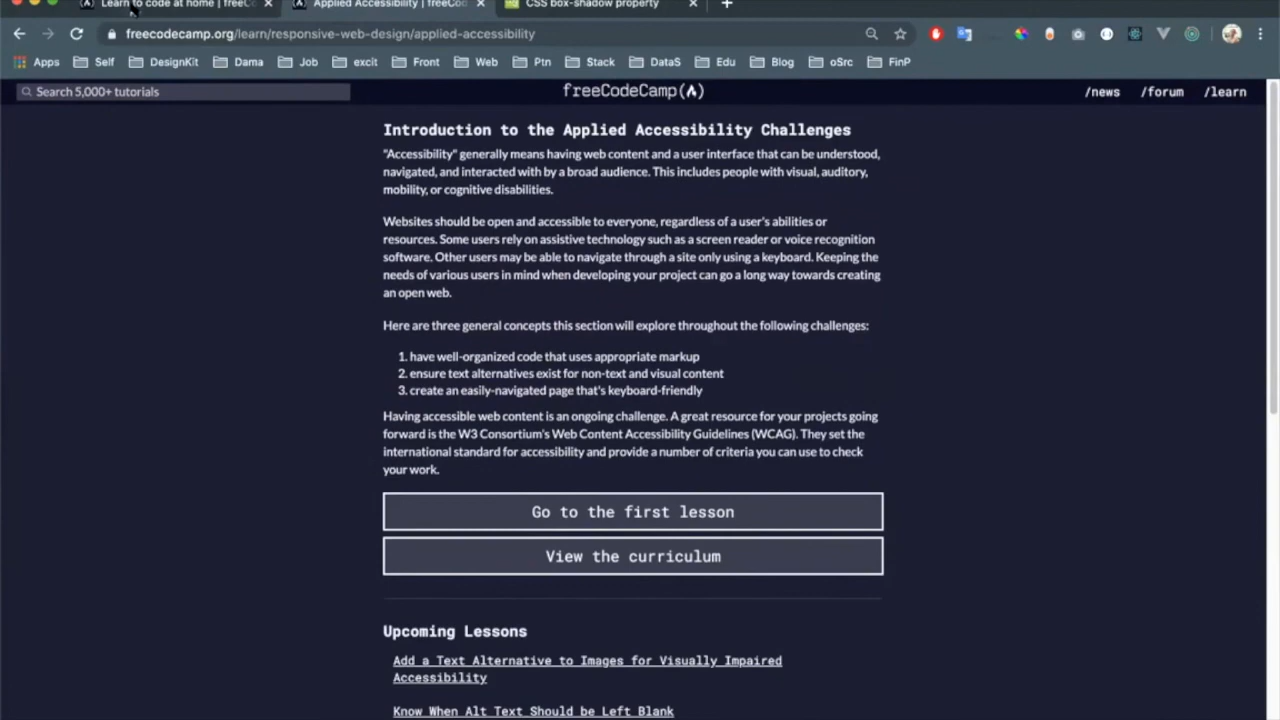 Learn to code at home | freeCo
Applied Accessibility | freeCod
CSS box-shadow property
freecodecamp.org/learn/responsive-web-design/applied-accessibility
Apps Self DesignKit Dama Job excit Front Web Ptn Stack DataS Edu Blog oSrc FinP
Search 5,000+ tutorials
freeCodeCamp
/news /forum /learn
Introduction to the Applied Accessibility Challenges
"Accessibility" generally means having web content and a user interface that can be understood,
navigated, and interacted with by a broad audience. This includes people with visual, auditory,
mobility, or cognitive disabilities.
Websites should be open and accessible to everyone, regardless of a user's abilities or
resources. Some users rely on assistive technology such as a screen reader or voice recognition
software. Other users may be able to navigate through a site only using a keyboard. Keeping the
needs of various users in mind when developing your project can go a long way towards creating
an open web.
Here are three general concepts this section will explore throughout the following challenges:
1. have well-organized code that uses appropriate markup
2. ensure text alternatives exist for non-text and visual content
3. create an easily-navigated page that's keyboard-friendly
Having accessible web content is an ongoing challenge. A great resource for your projects going
forward is the W3 Consortium's Web Content Accessibility Guidelines (WCAG). They set the
international standard for accessibility and provide a number of criteria you can use to check
your work.
Go to the first lesson
View the curriculum
Upcoming Lessons
Add a Text Alternative to Images for Visually Impaired
Accessibility
Know When Alt Text Should be Left Blank